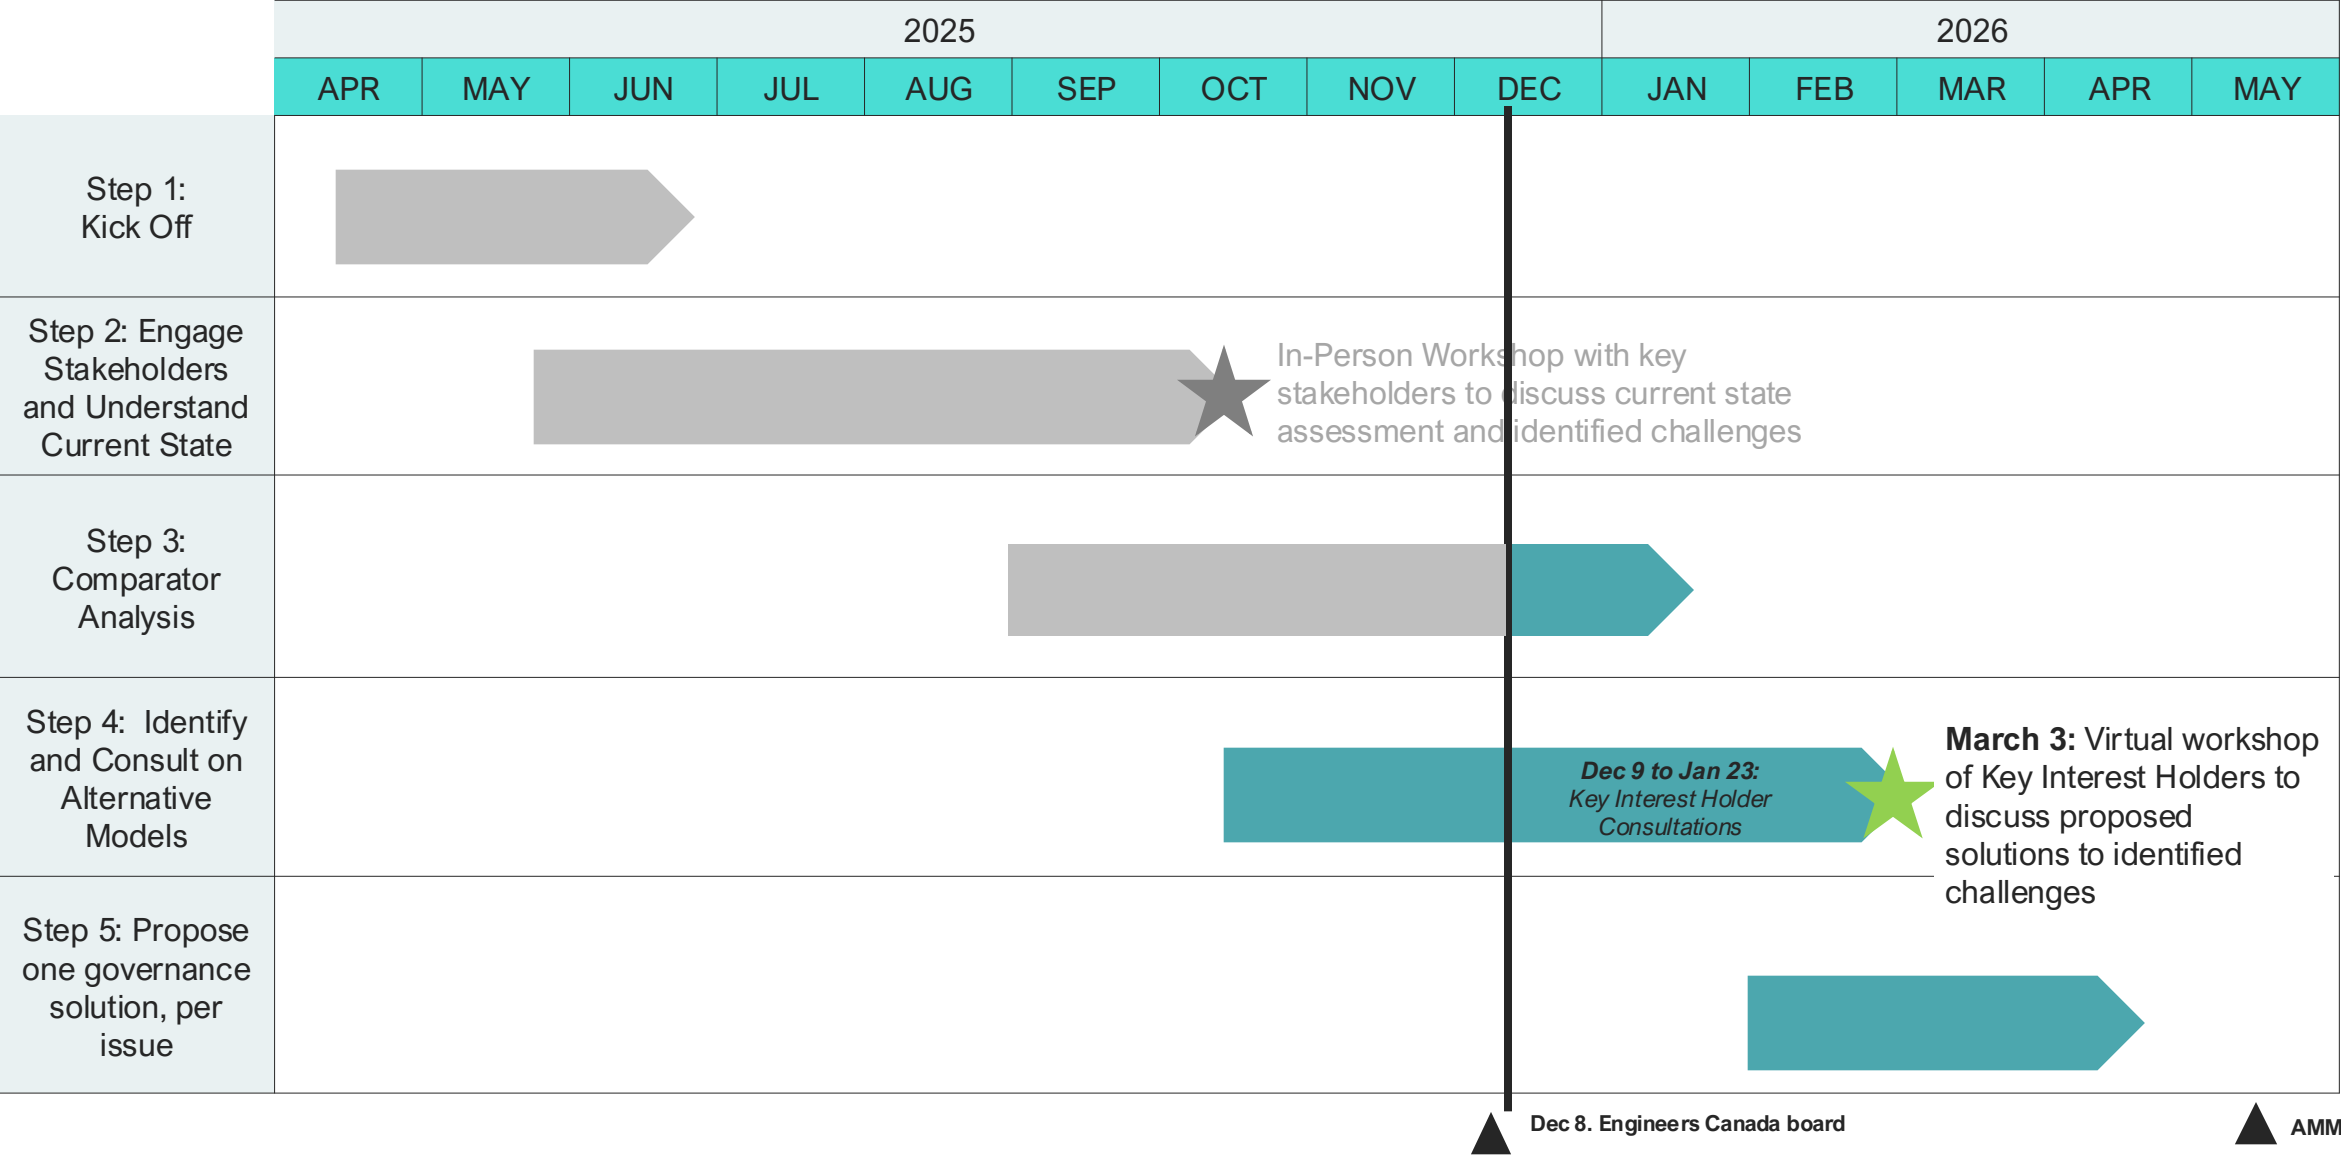 2025 2026
APR MAY JUN JUL AUG SEP OCT NOV DEC JAN FEB MAR APR MAY
Step 1:
Kick Off
Step 2: Engage
Stakeholders
and Understand
Current State
In-Person Workshop with key
stakeholders to discuss current state
assessment and identified challenges
Step 3:
Comparator
Analysis
Step 4:  Identify
and Consult on
Alternative
Models
Dec 9 to Jan 23:
Key Interest Holder
Consultations
March 3: Virtual workshop
of Key Interest Holders to
discuss proposed
solutions to identified
challenges
Step 5: Propose
one governance
solution, per
issue
Dec 8. Engineers Canada board
AMM